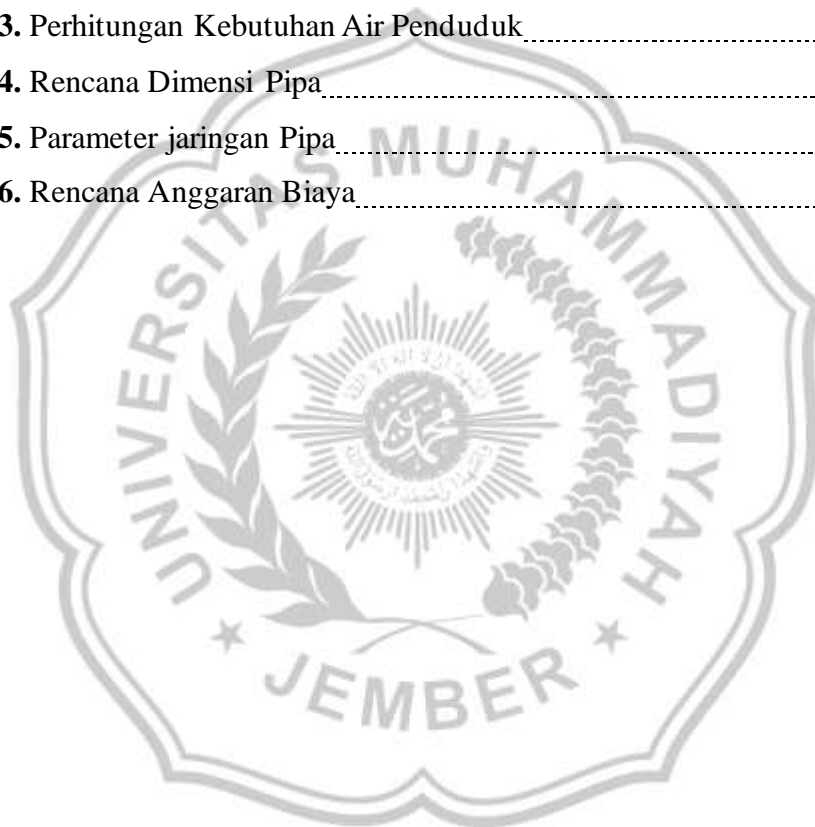 3. Perhitungan Kebutuhan Air Penduduk
4. Rencana Dimensi Pipa
5. Parameter jaringan Pipa
6. Rencana Anggaran Biaya
UNIVERSITAS MUHAMMADIYAH
JEMBER